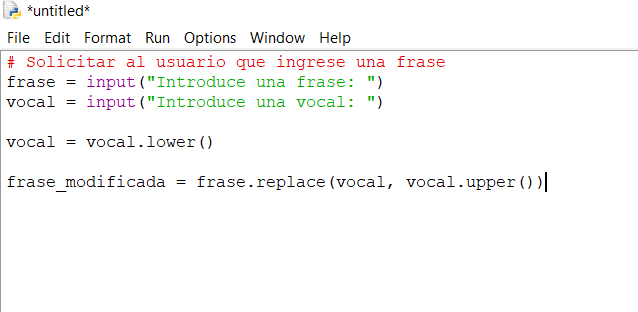 *untitled*
File Edit Format Run Options Window Help
# Solicitar al usuario que ingrese una frase
frase = input("Introduce una frase: ")
vocal = input("Introduce una vocal: ")
vocal = vocal.lower()
frase_modificada = frase.replace(vocal, vocal.upper())